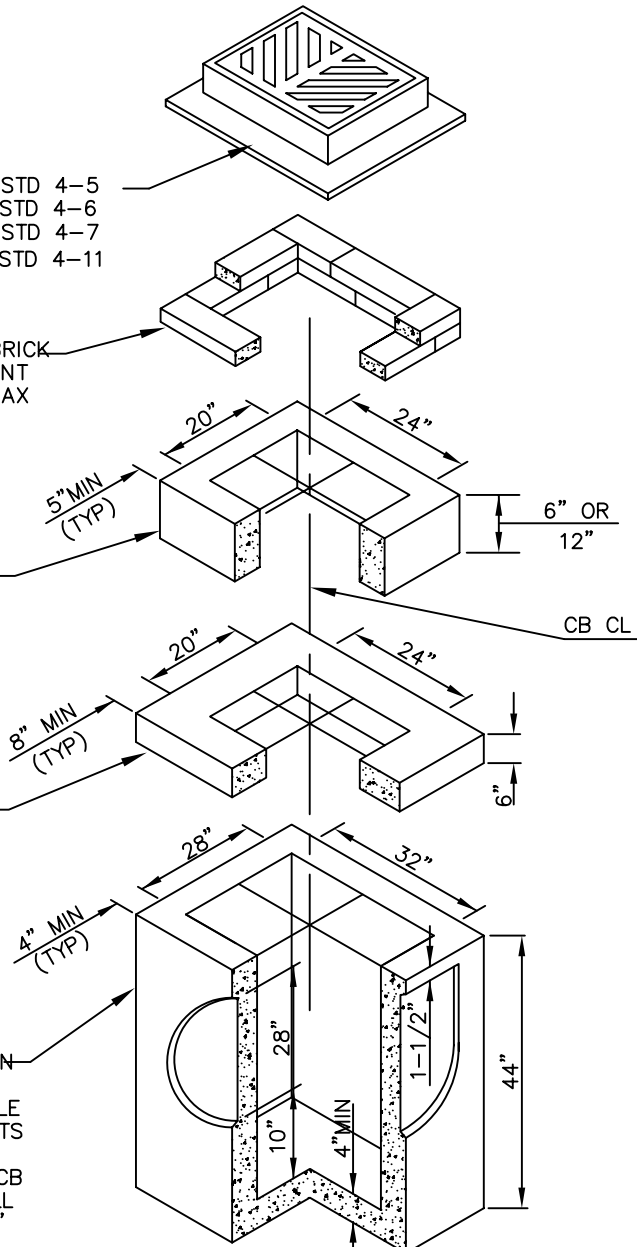 STD 4-5
STD 4-6
STD 4-7
STD 4-11
BRICK
NT
AX
20"
24"
5"MIN
(TYP)
6" OR
12"
CB CL
20"
24"
8" MIN
(TYP)
6"
28"
32"
4" MIN
(TYP)
28"
1-1/2"
44"
10"
4"MIN
N
LE
TS
CB
LL
"